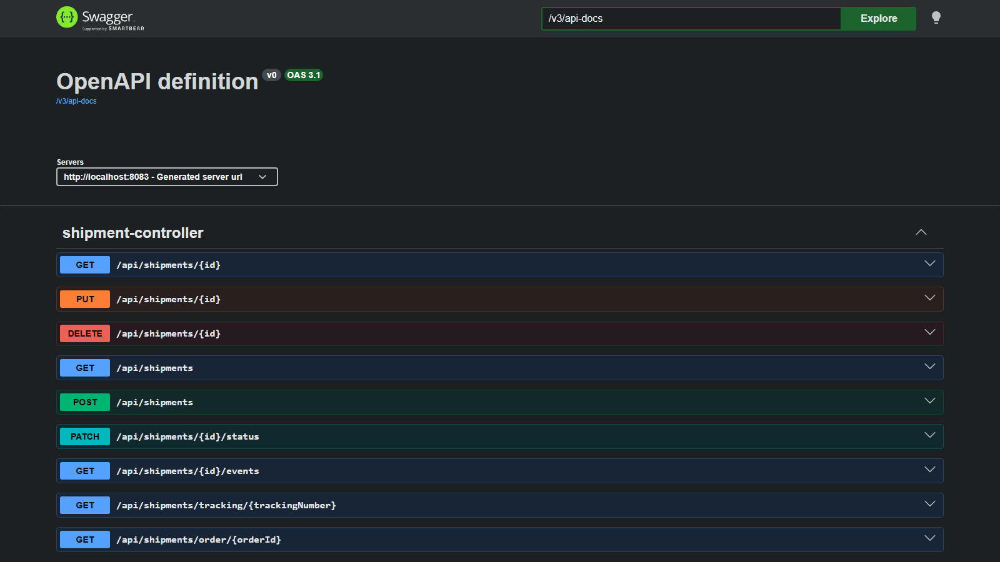 {···} Swagger.
Supported by SMARTBEAR
/v3/api-docs
Explore
OpenAPI definition v0 OAS 3.1
/v3/api-docs
Servers
http://localhost:8083 - Generated server url
shipment-controller
GET /api/shipments/{id}
PUT /api/shipments/{id}
DELETE /api/shipments/{id}
GET /api/shipments
POST /api/shipments
PATCH /api/shipments/{id}/status
GET /api/shipments/{id}/events
GET /api/shipments/tracking/{trackingNumber}
GET /api/shipments/order/{orderId}